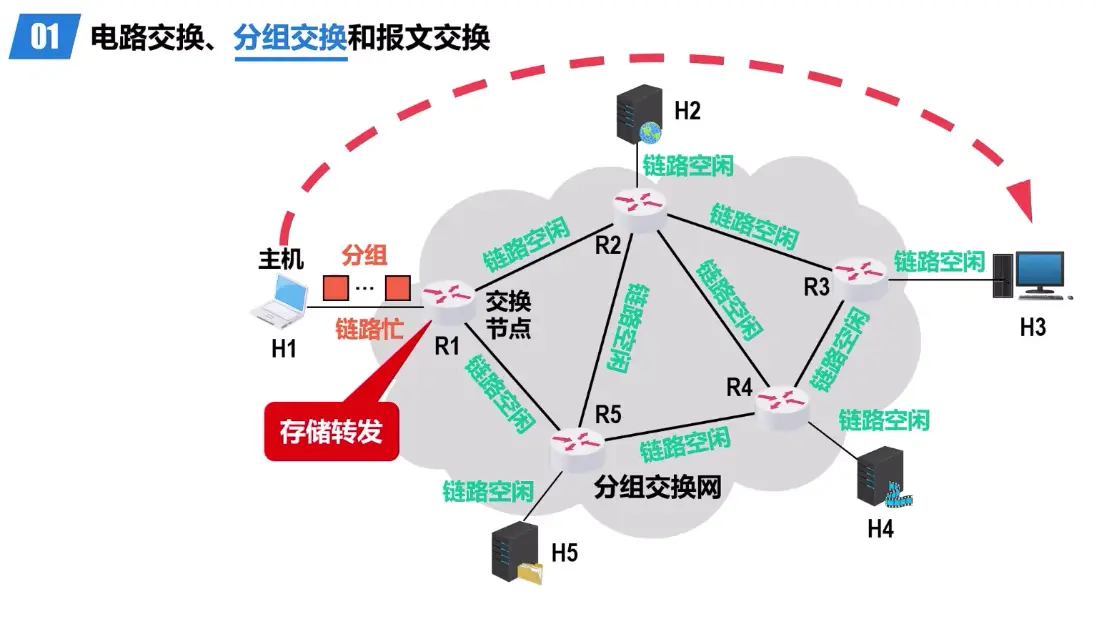 01 电路交换、分组交换和报文交换
H2
链路空闲
链路空闲
链路空闲
R2
主机
分组
链路空闲
R3
...
交换
节点
链路忙
链路空闲
链路空闲
H3
H1
R1
链路空闲
链路空闲
R4
存储转发
R5
链路空闲
链路空闲
分组交换网
链路空闲
H4
H5